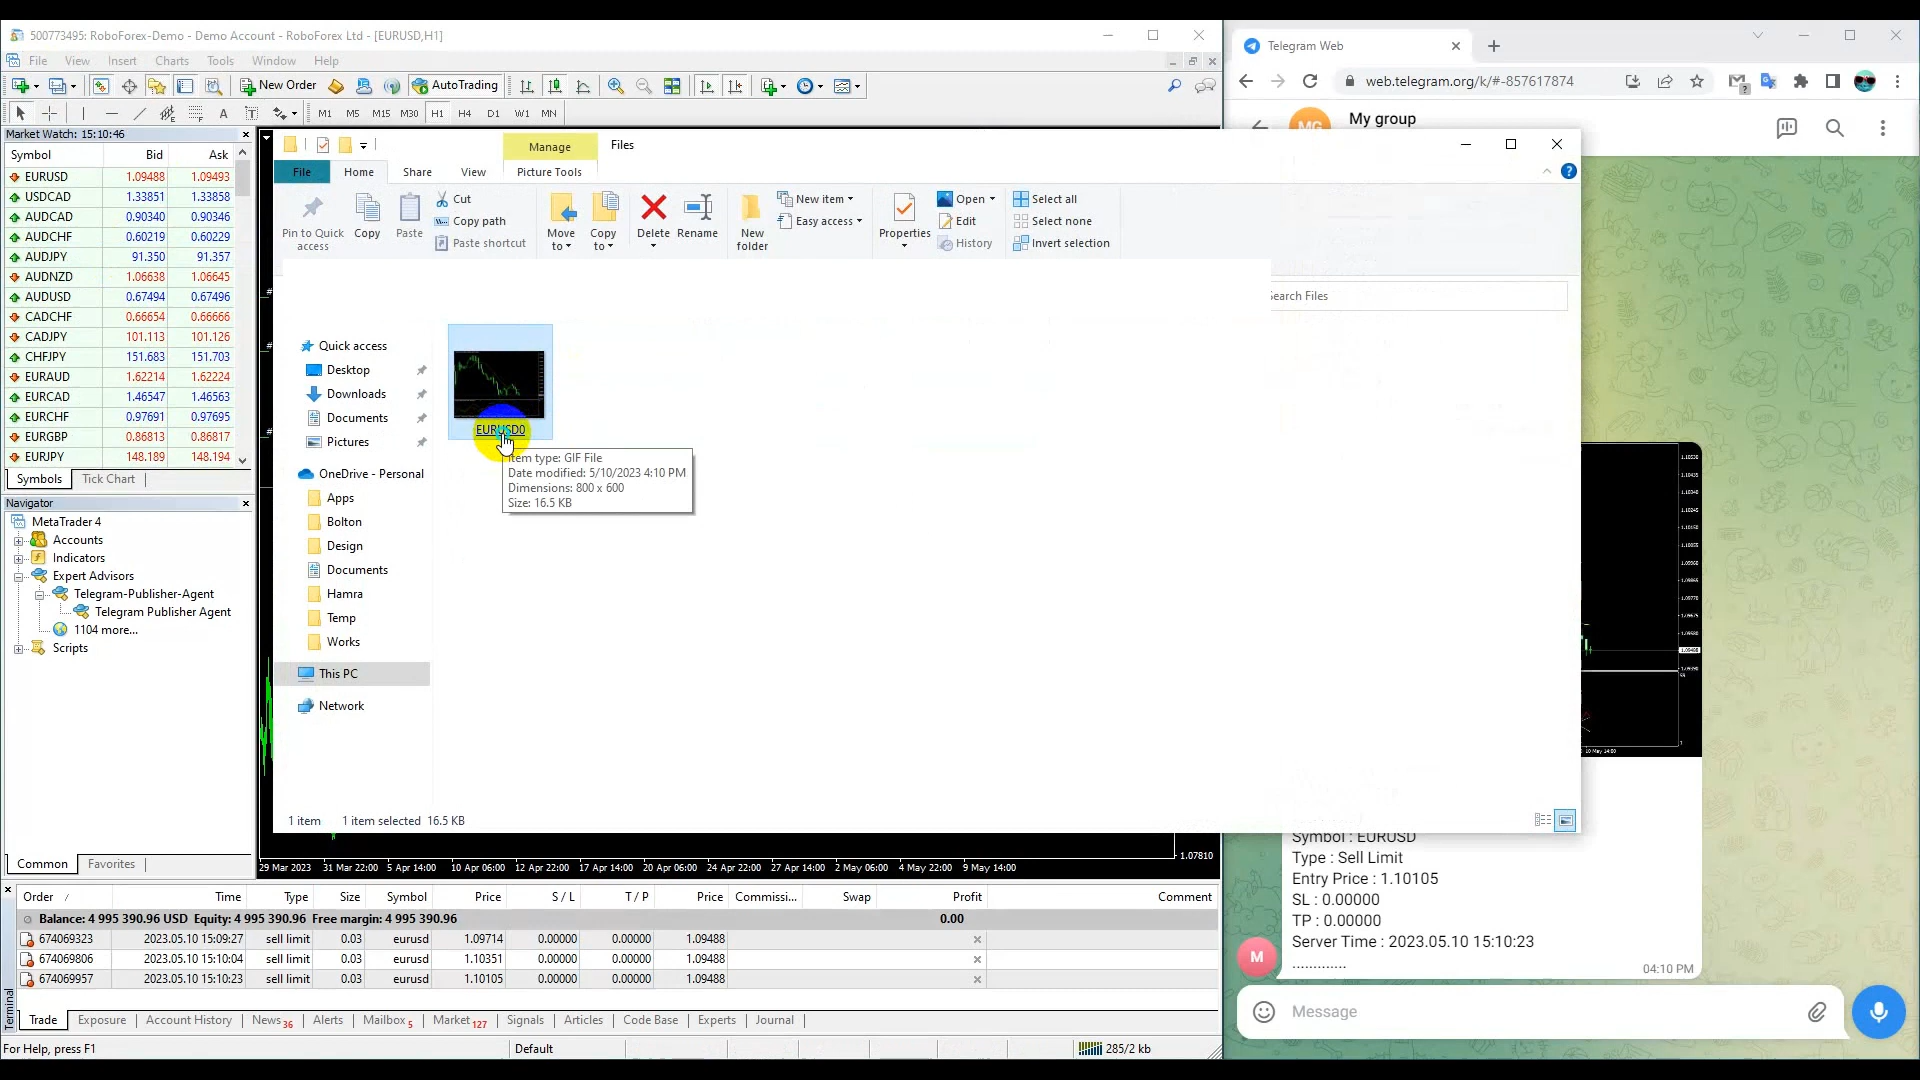 500773495: RoboForex-Demo - Demo Account - RoboForex Ltd - [EURUSD,H1]
File View Insert Charts Tools Window Help
New Order AutoTrading
A T M1 M5 M15 M30 H1 H4 D1 W1 MN
Market Watch: 15:10:46
Symbol Bid Ask
EURUSD 1.09488 1.09493
USDCAD 1.33851 1.33858
AUDCAD 0.90340 0.90346
AUDCHF 0.60219 0.60229
AUDJPY 91.350 91.357
AUDNZD 1.06638 1.06645
AUDUSD 0.67494 0.67496
CADCHF 0.66654 0.66666
CADJPY 101.113 101.126
CHFJPY 151.683 151.703
EURAUD 1.62214 1.62224
EURCAD 1.46547 1.46563
EURCHF 0.97691 0.97695
EURGBP 0.86813 0.86817
EURJPY 148.189 148.194
Symbols Tick Chart
Navigator
MetaTrader 4
Accounts
Indicators
Expert Advisors
Telegram-Publisher-Agent
Telegram Publisher Agent
1104 more...
Scripts
Common Favorites
Manage Files
File Home Share View Picture Tools
Pin to Quick access
Copy
Paste
Cut
Copy path
Paste shortcut
Move to
Copy to
Delete
Rename
New folder
New item
Easy access
Properties
Open
Edit
History
Select all
Select none
Invert selection
Search Files
Quick access
Desktop
Downloads
Documents
Pictures
OneDrive - Personal
Apps
Bolton
Design
Documents
Hamra
Temp
Works
This PC
Network
EURUSD0
Item type: GIF File
Date modified: 5/10/2023 4:10 PM
Dimensions: 800 x 600
Size: 16.5 KB
1 item 1 item selected 16.5 KB
1.07810
29 Mar 2023 31 Mar 22:00 5 Apr 14:00 10 Apr 06:00 12 Apr 22:00 17 Apr 14:00 20 Apr 06:00 24 Apr 22:00 27 Apr 14:00 2 May 06:00 4 May 22:00 9 May 14:00
Order / Time Type Size Symbol Price S / L T / P Price Commissi... Swap Profit Comment
Balance: 4 995 390.96 USD Equity: 4 995 390.96 Free margin: 4 995 390.96 0.00
674069323 2023.05.10 15:09:27 sell limit 0.03 eurusd 1.09714 0.00000 0.00000 1.09488
674069806 2023.05.10 15:10:04 sell limit 0.03 eurusd 1.10351 0.00000 0.00000 1.09488
674069957 2023.05.10 15:10:23 sell limit 0.03 eurusd 1.10105 0.00000 0.00000 1.09488
Terminal
Trade Exposure Account History News 36 Alerts Mailbox 5 Market 127 Signals Articles Code Base Experts Journal
For Help, press F1 Default 285/2 kb
Telegram Web
web.telegram.org/k/#-857617874
MG
My group
Symbol : EURUSD
Type : Sell Limit
Entry Price : 1.10105
SL : 0.00000
TP : 0.00000
Server Time : 2023.05.10 15:10:23
.............
04:10 PM
M
Message